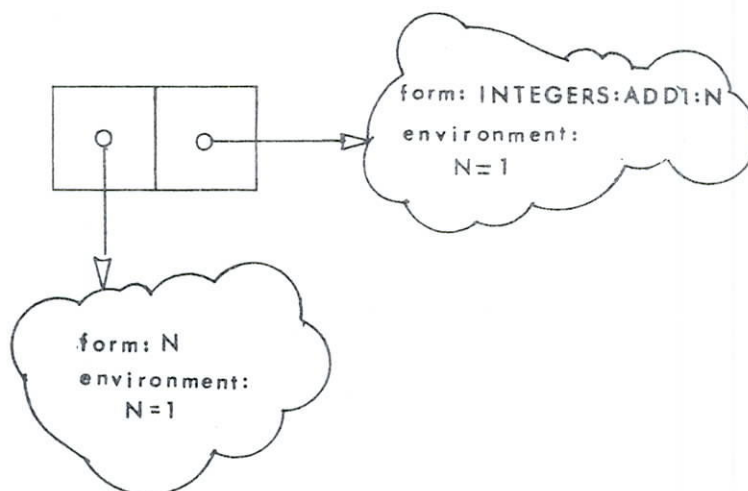 form: INTEGERS:ADD1:N
environment:
N=1
form: N
environment:
N=1